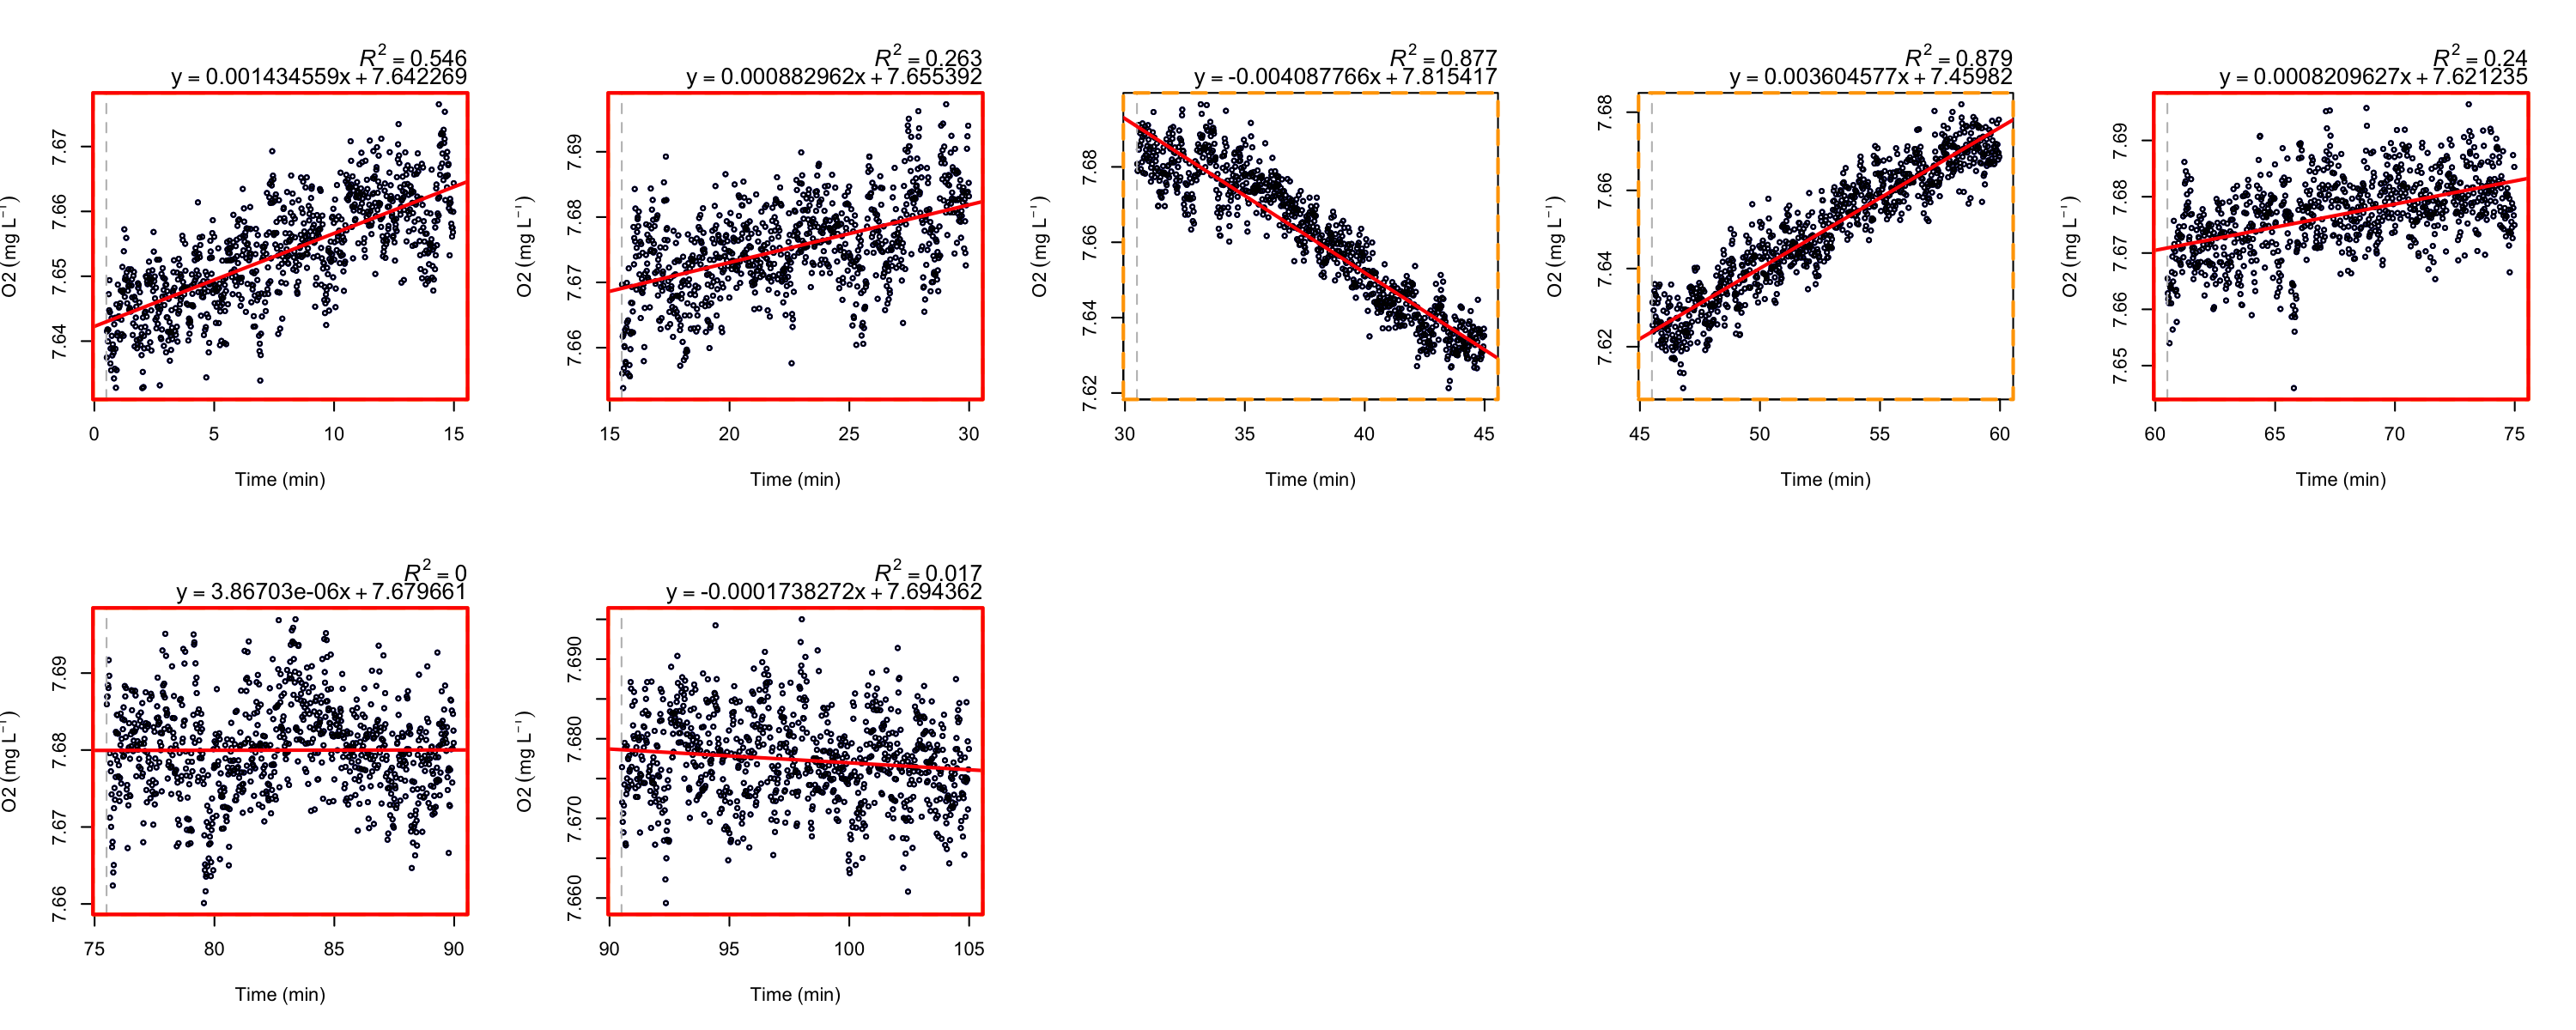 R² = 0.546
y = 0.001434559x + 7.642269
O2 (mg L⁻¹)
7.64 7.65 7.66 7.67
0 5 10 15
Time (min)
R² = 0.263
y = 0.000882962x + 7.655392
O2 (mg L⁻¹)
7.66 7.67 7.68 7.69
15 20 25 30
Time (min)
R² = 0.877
y = -0.004087766x + 7.815417
O2 (mg L⁻¹)
7.62 7.64 7.66 7.68
30 35 40 45
Time (min)
R² = 0.879
y = 0.003604577x + 7.45982
O2 (mg L⁻¹)
7.62 7.64 7.66 7.68
45 50 55 60
Time (min)
R² = 0.24
y = 0.0008209627x + 7.621235
O2 (mg L⁻¹)
7.65 7.66 7.67 7.68 7.69
60 65 70 75
Time (min)
R² = 0
y = 3.86703e-06x + 7.679661
O2 (mg L⁻¹)
7.66 7.67 7.68 7.69
75 80 85 90
Time (min)
R² = 0.017
y = -0.0001738272x + 7.694362
O2 (mg L⁻¹)
7.660 7.670 7.680 7.690
90 95 100 105
Time (min)